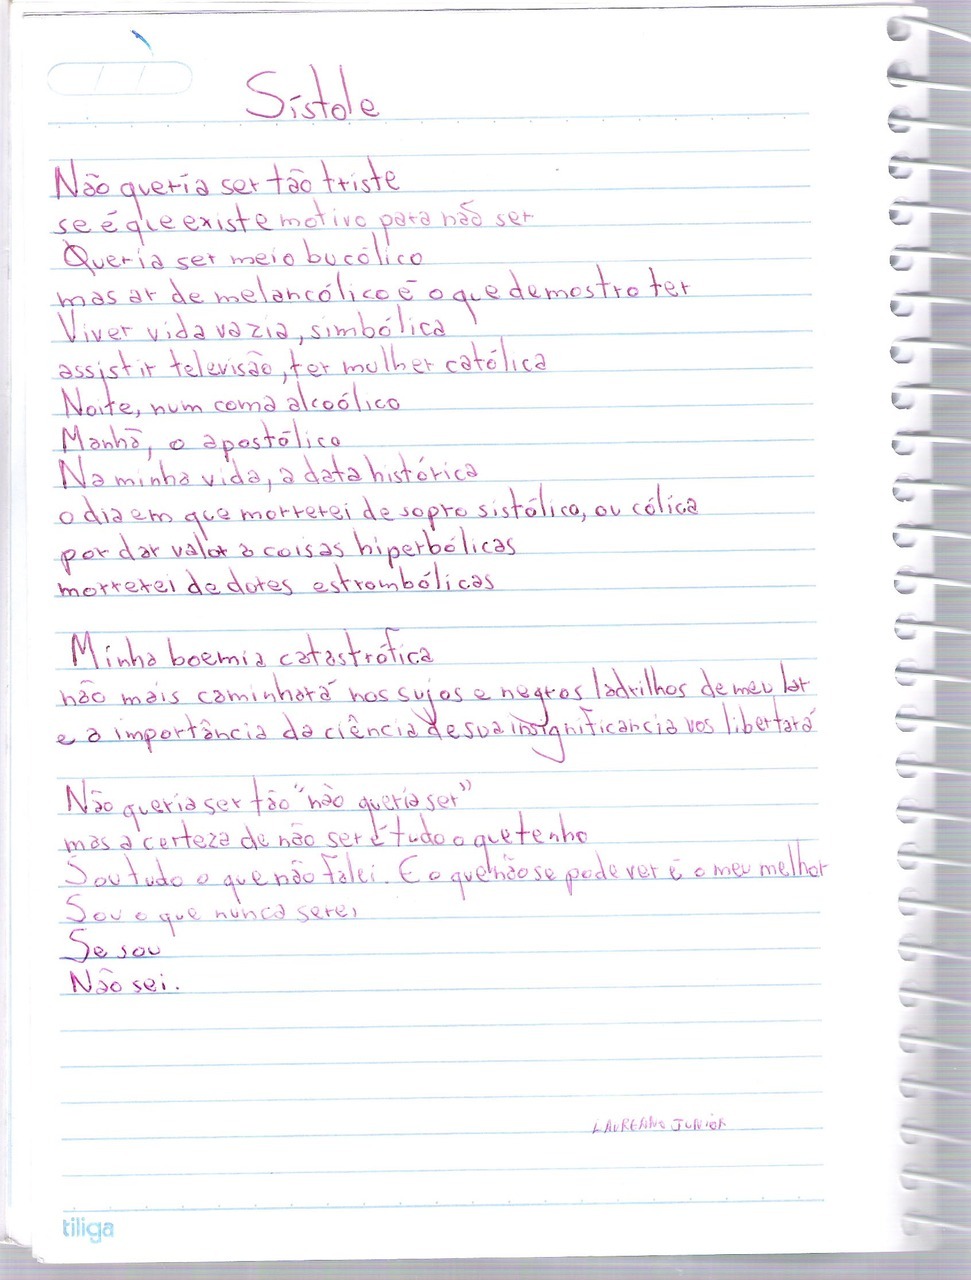 Sístole
Não queria ser tão triste
se é que existe motivo para não ser
Queria ser meio bucólico
mas ar de melancólico é o que demostro ter
Viver vida vazia, simbólica
assistir televisão, ter mulher católica
Noite, num coma alcoólico
Manhã, o apostólico
Na minha vida, a data histórica
o dia em que morrerei de sopro sistólico, ou cólica
por dar valor a coisas hiperbólicas
morrerei de dores estrombólicas
Minha boemia catastrófica
não mais caminhará nos sujos e negros ladrilhos de meu lar
e a importância da ciência de sua insignificancia vos libertará
Não queria ser tão "não queria ser"
mas a certeza de não ser é tudo o que tenho
Sou tudo o que não falei. E o que não se pode ver é o meu melhor
Sou o que nunca serei
Se sou
Não sei.
LAUREANO JUNIOR
tiliga